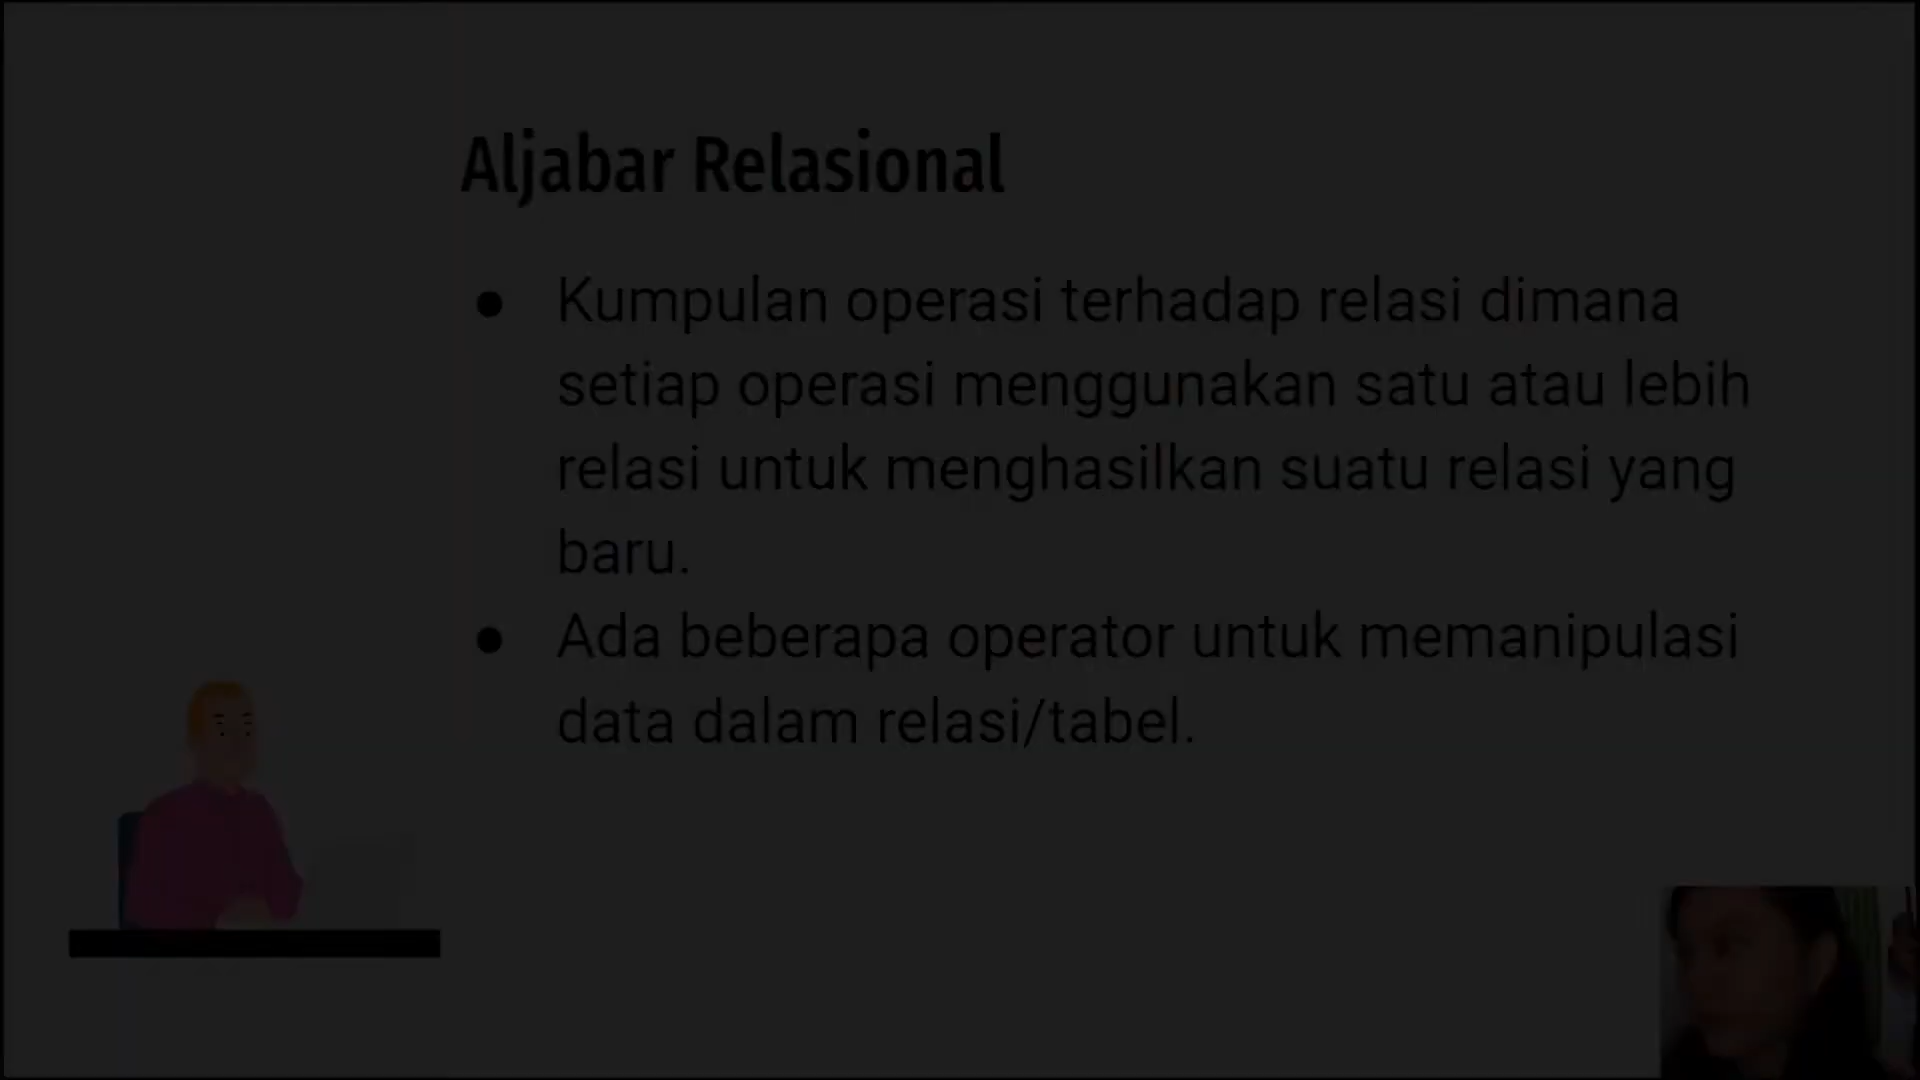 Aljabar Relasional
● Kumpulan operasi terhadap relasi dimana
setiap operasi menggunakan satu atau lebih
relasi untuk menghasilkan suatu relasi yang
baru.
● Ada beberapa operator untuk memanipulasi
data dalam relasi/tabel.